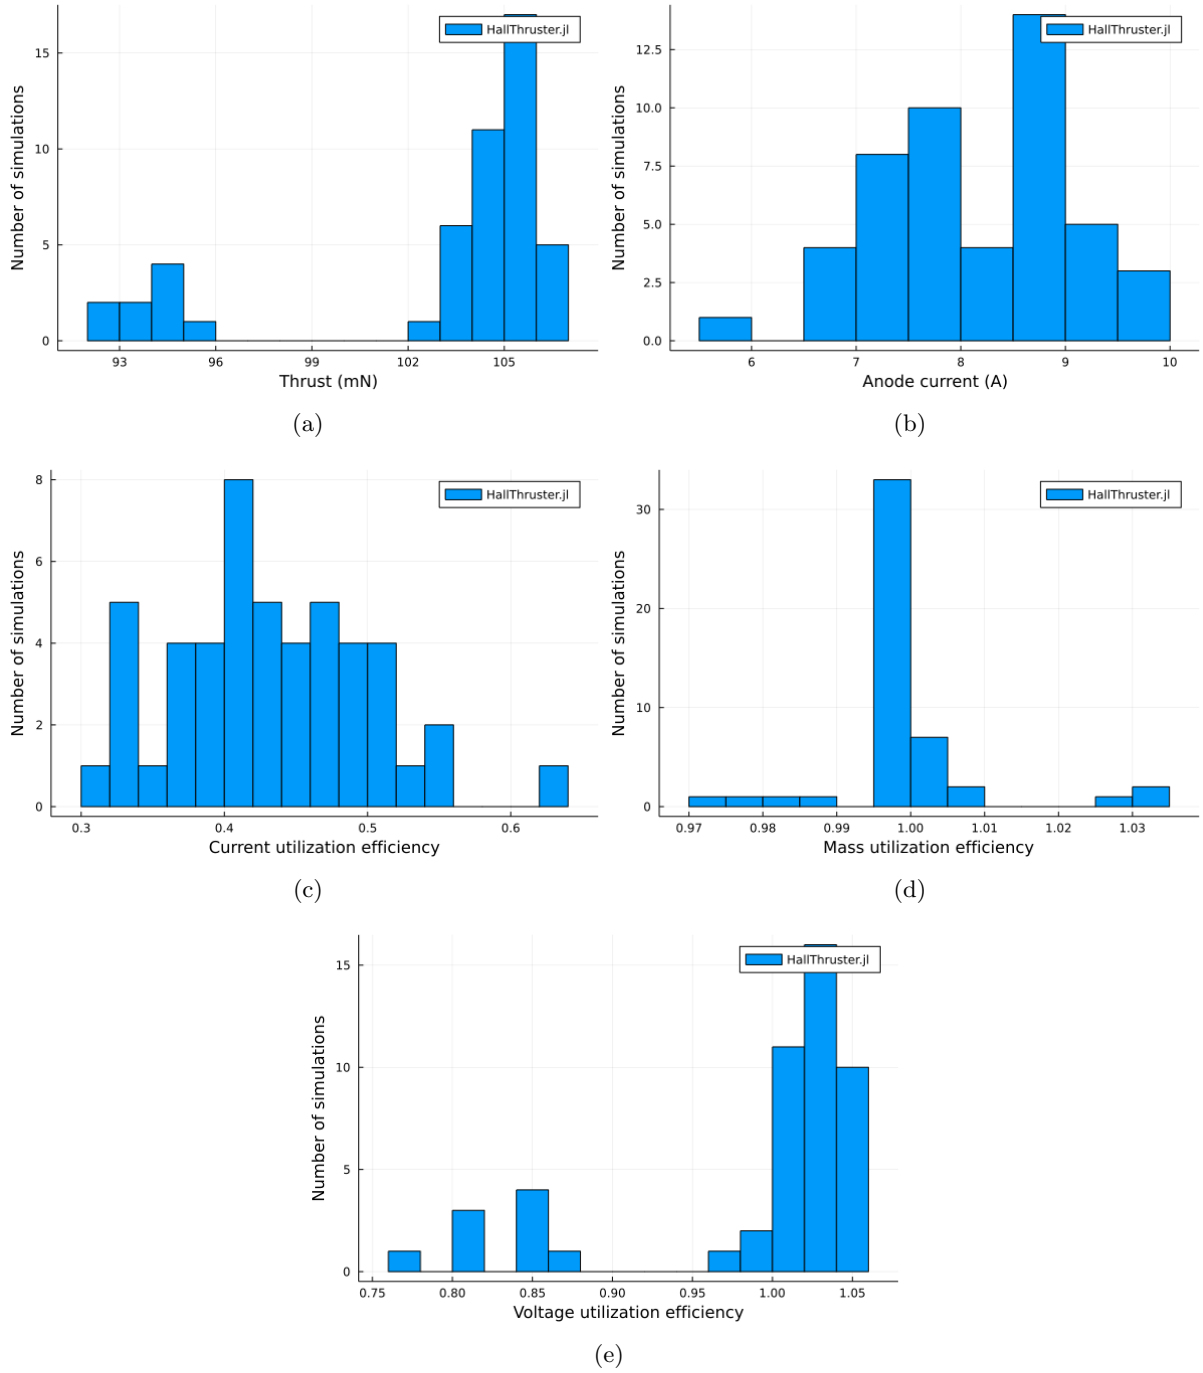 Number of simulations
15
10
5
0
HallThruster.jl
93
96
99
102
105
Thrust (mN)
(a)
Number of simulations
12.5
10.0
7.5
5.0
2.5
0.0
HallThruster.jl
6
7
8
9
10
Anode current (A)
(b)
Number of simulations
8
6
4
2
0
HallThruster.jl
0.3
0.4
0.5
0.6
Current utilization efficiency
(c)
Number of simulations
30
20
10
0
HallThruster.jl
0.97
0.98
0.99
1.00
1.01
1.02
1.03
Mass utilization efficiency
(d)
Number of simulations
15
10
5
0
HallThruster.jl
0.75
0.80
0.85
0.90
0.95
1.00
1.05
Voltage utilization efficiency
(e)